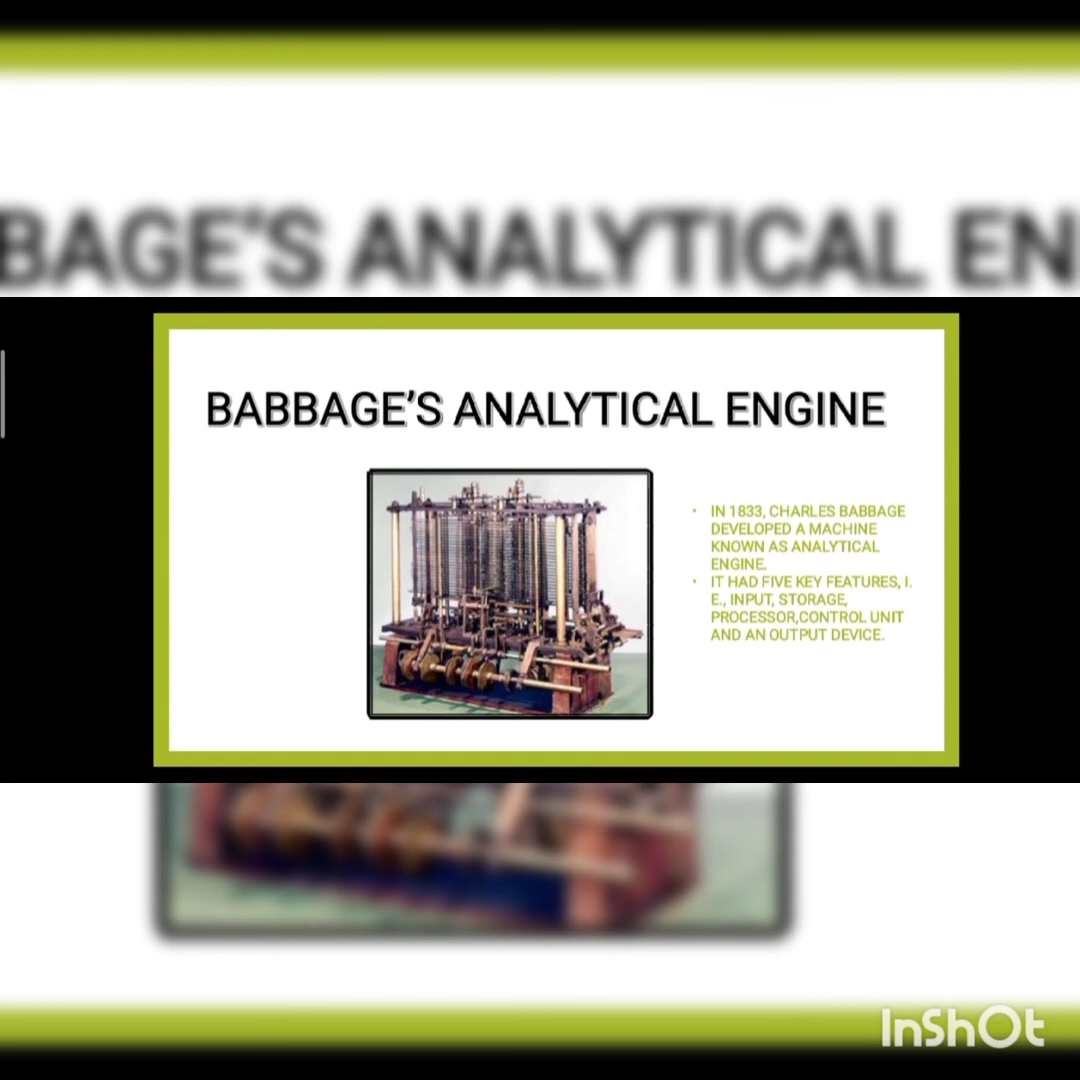 BAGE'S ANALYTICAL EN
BABBAGE’S ANALYTICAL ENGINE
• IN 1833, CHARLES BABBAGE
DEVELOPED A MACHINE
KNOWN AS ANALYTICAL
ENGINE.
• IT HAD FIVE KEY FEATURES, I.
E., INPUT, STORAGE,
PROCESSOR,CONTROL UNIT
AND AN OUTPUT DEVICE.
InShOt